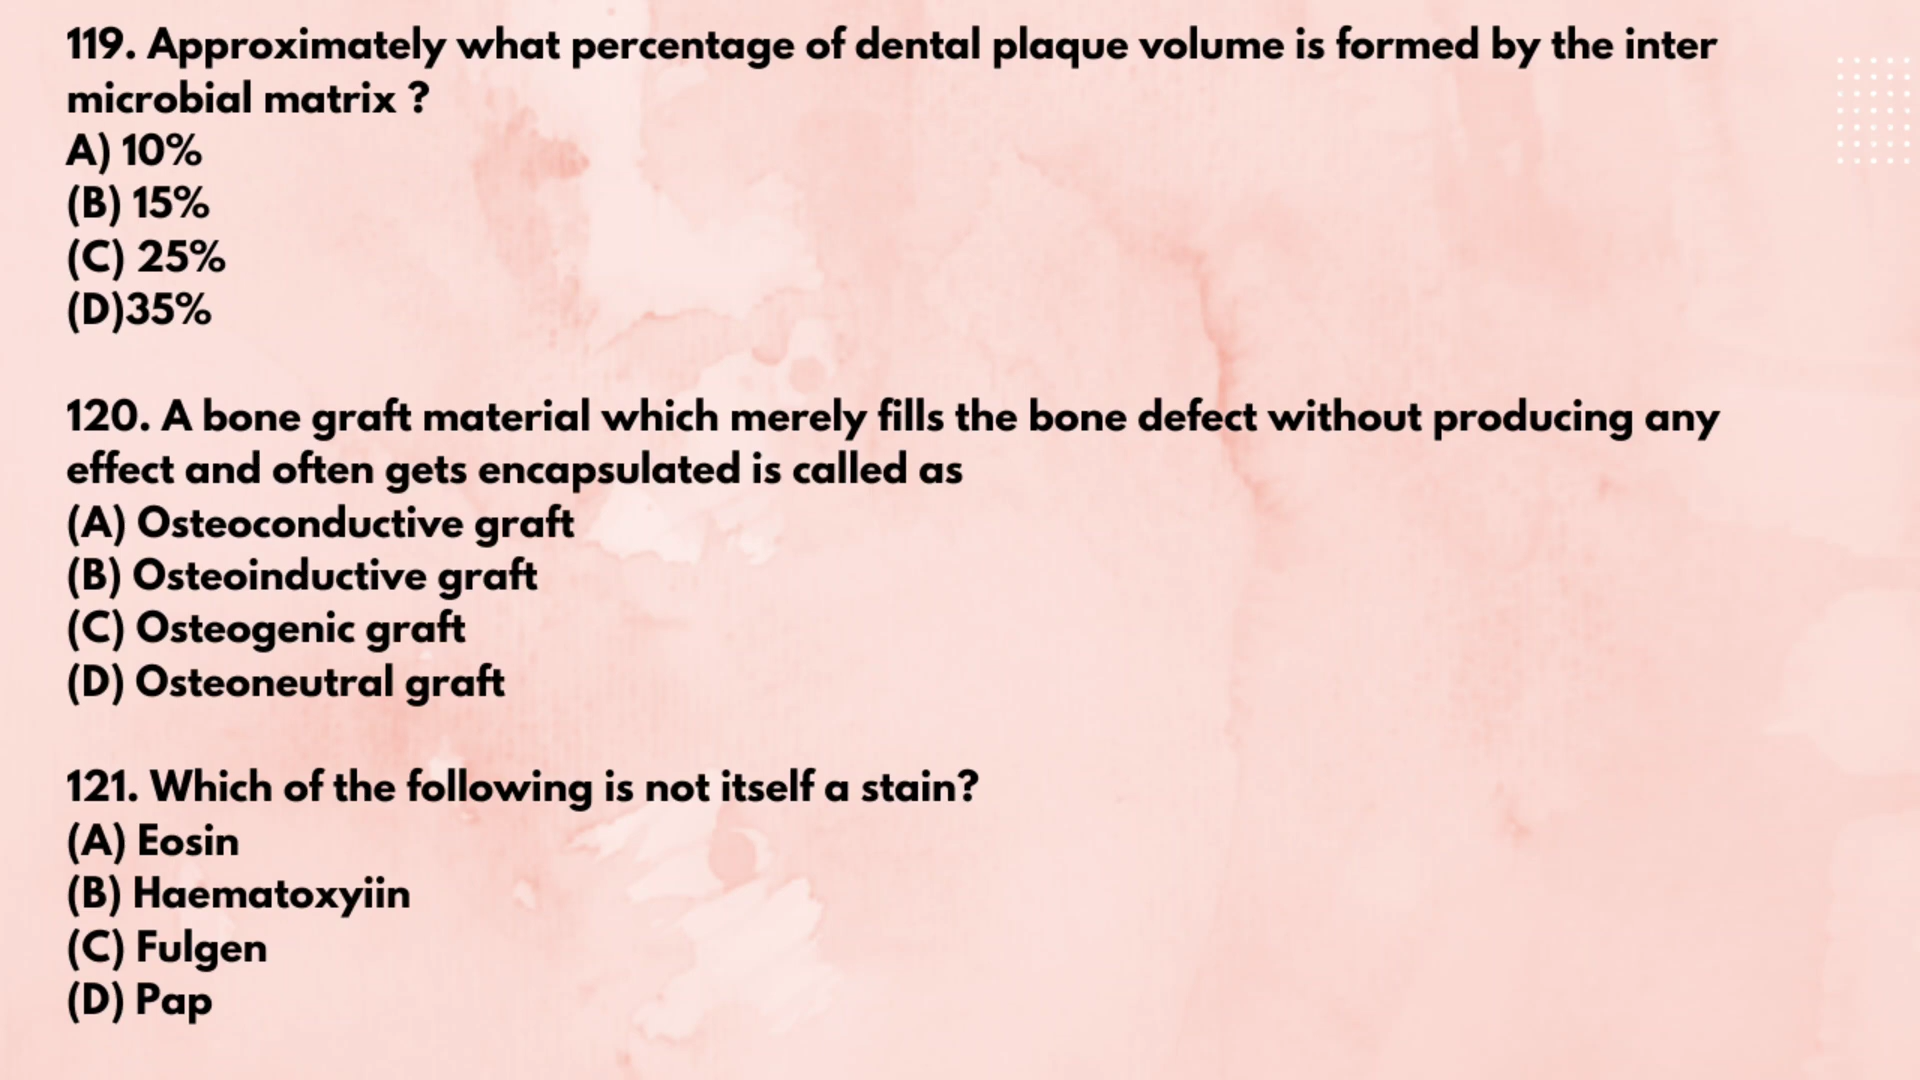 119. Approximately what percentage of dental plaque volume is formed by the inter
microbial matrix ?
A) 10%
(B) 15%
(C) 25%
(D)35%
120. A bone graft material which merely fills the bone defect without producing any
effect and often gets encapsulated is called as
(A) Osteoconductive graft
(B) Osteoinductive graft
(C) Osteogenic graft
(D) Osteoneutral graft
121. Which of the following is not itself a stain?
(A) Eosin
(B) Haematoxyiin
(C) Fulgen
(D) Pap